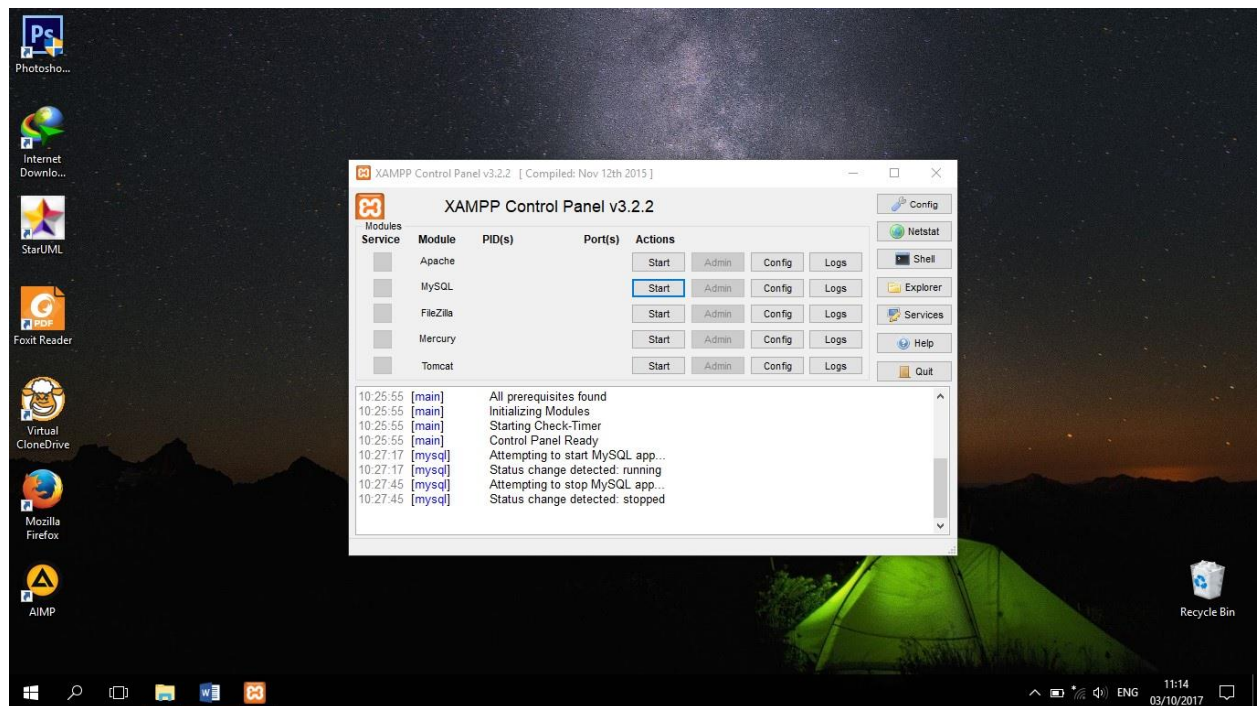 Ps
Photosho...
Internet
Downlo...
StarUML
PDF
Foxit Reader
Virtual
CloneDrive
Mozilla
Firefox
AIMP
XAMPP Control Panel v3.2.2 [ Compiled: Nov 12th 2015 ]
XAMPP Control Panel v3.2.2
Modules
Service Module PID(s) Port(s) Actions
Apache Start Admin Config Logs
MySQL Start Admin Config Logs
FileZilla Start Admin Config Logs
Mercury Start Admin Config Logs
Tomcat Start Admin Config Logs
Config
Netstat
Shell
Explorer
Services
Help
Quit
10:25:55 [main] All prerequisites found
10:25:55 [main] Initializing Modules
10:25:55 [main] Starting Check-Timer
10:25:55 [main] Control Panel Ready
10:27:17 [mysql] Attempting to start MySQL app...
10:27:17 [mysql] Status change detected: running
10:27:45 [mysql] Attempting to stop MySQL app...
10:27:45 [mysql] Status change detected: stopped
Recycle Bin
ENG
11:14
03/10/2017